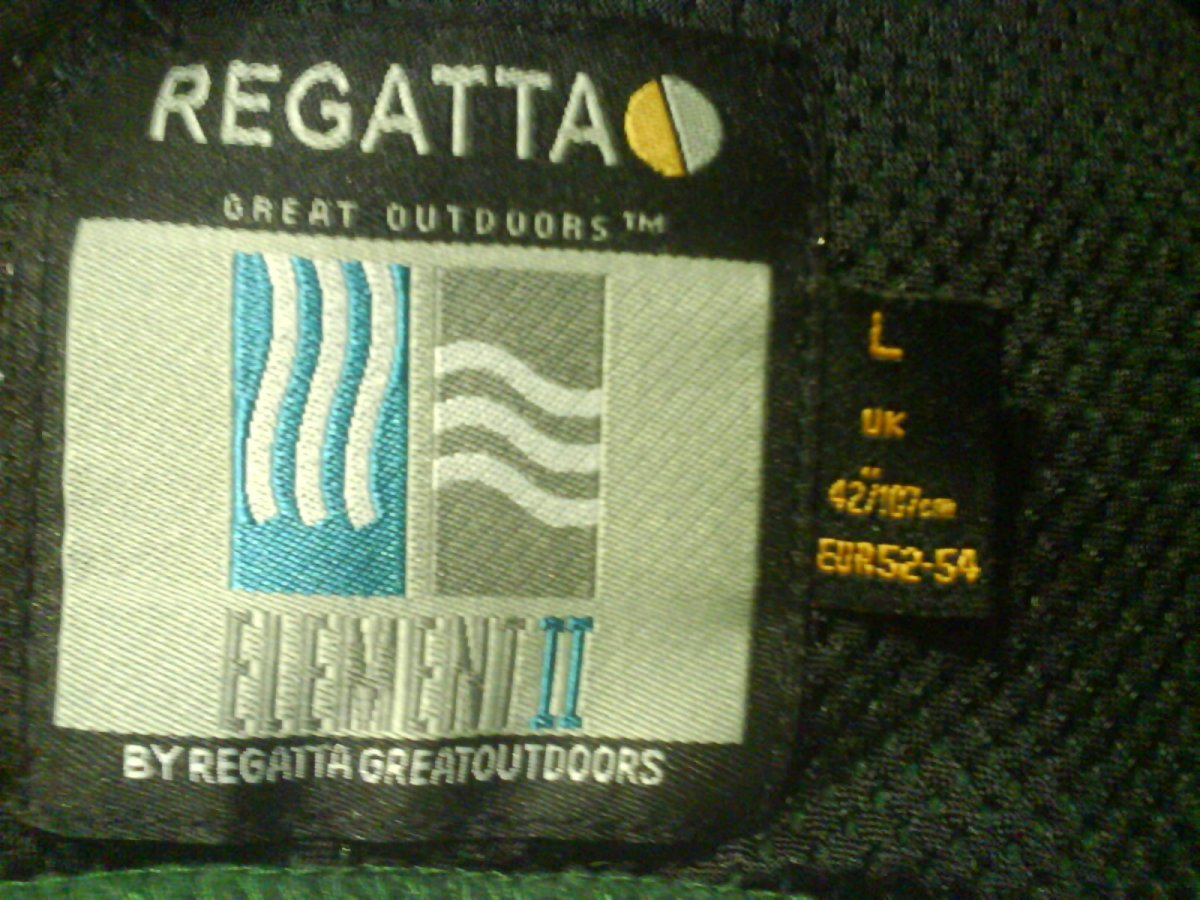 REGATTA
GREAT OUTDOORS™
ELEMENT II
BY REGATTA GREATOUTDOORS
L
UK
42/107cm
EUR52-54